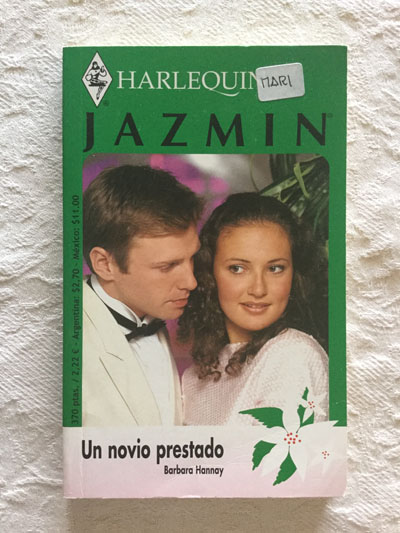 HARLEQUIN
MARI
JAZMIN
370 ptas. / 2,22 € - Argentina: $2,70 - México: $11.00
Un novio prestado
Barbara Hannay